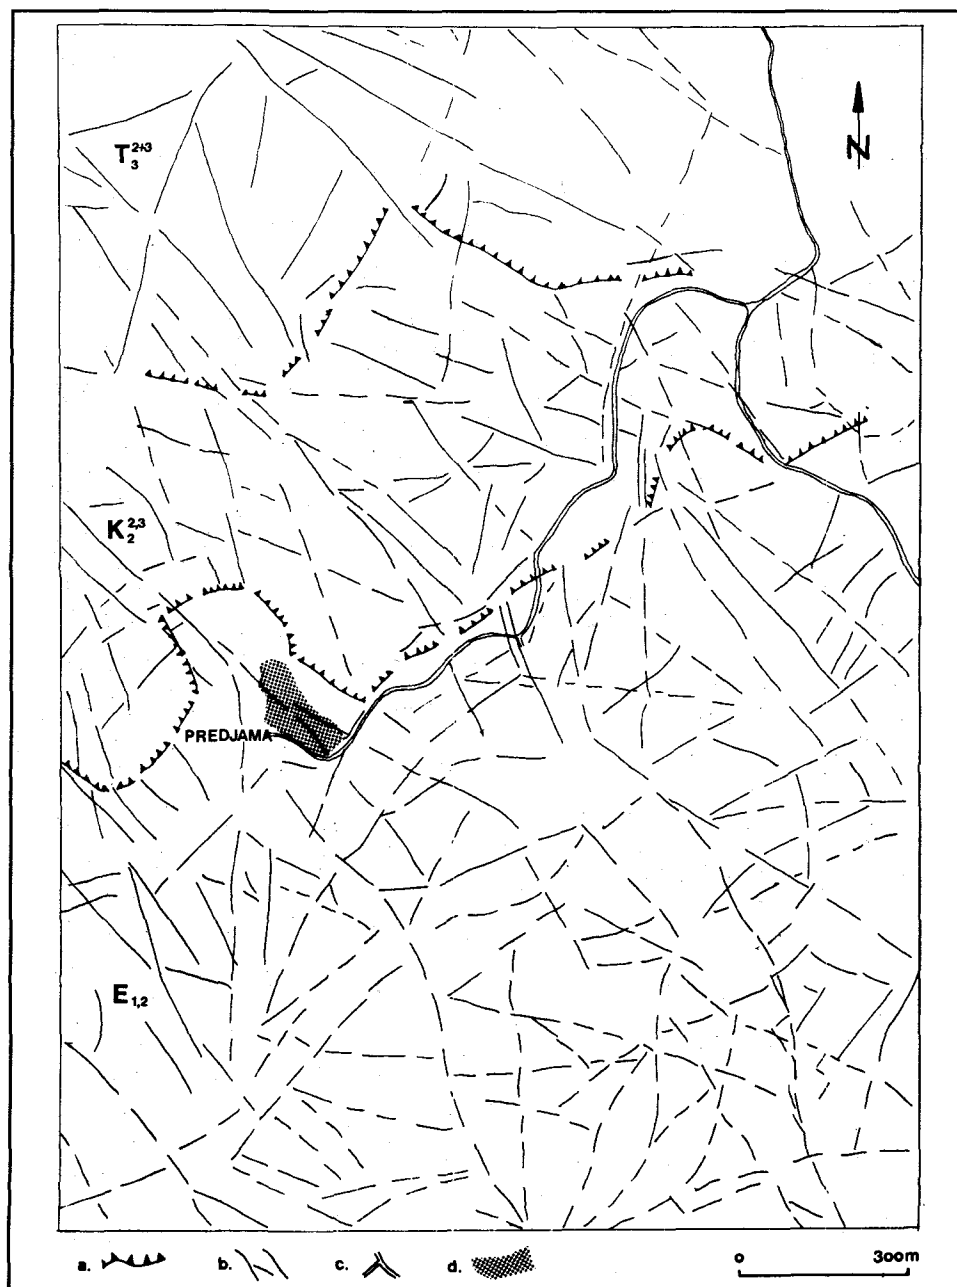 N
T₃²⁺³
K₂²,³
PREDJAMA
E₁,₂
a. b. c. d. 0 300m